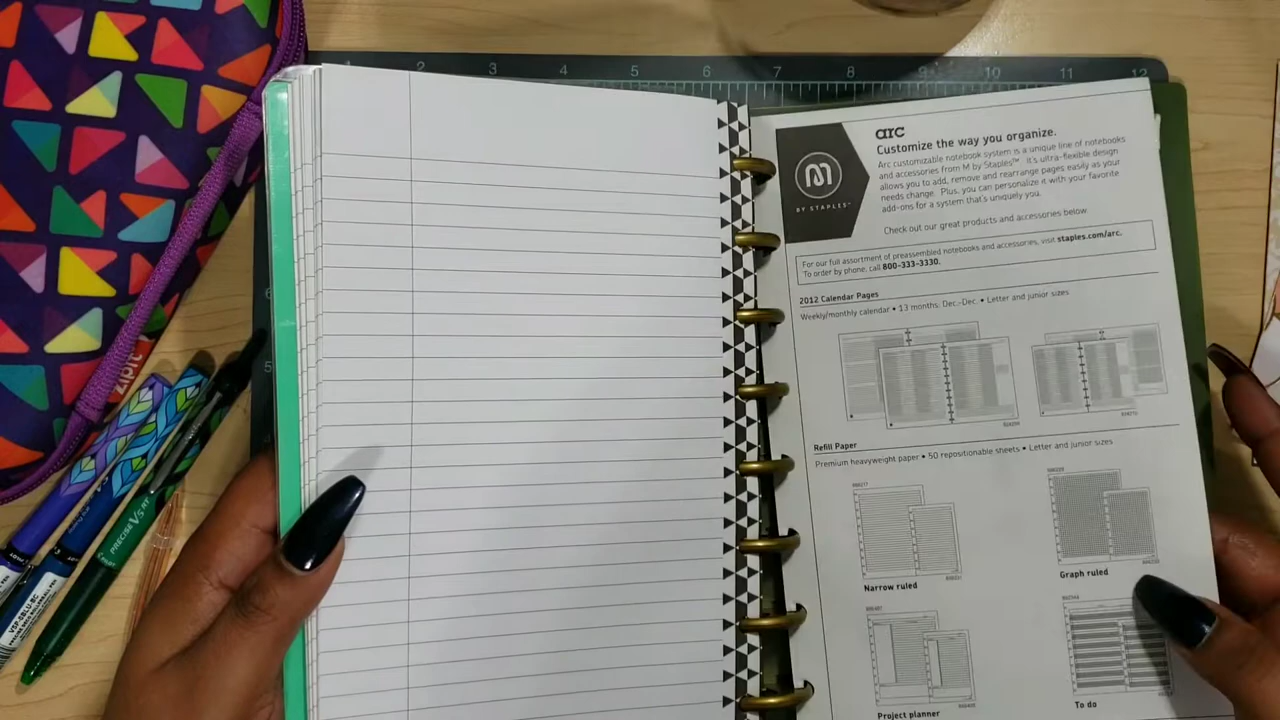 1 2 3 4 5 6 7 8 9 10 11 12
arc
Customize the way you organize.
Arc customizable notebook system is a unique line of notebooks
and accessories from M by Staples™. It's ultra-flexible design
allows you to add, remove and rearrange pages easily as your
needs change. Plus, you can personalize it with your favorite
add-ons for a system that's uniquely you.
Check out our great products and accessories below.
M
BY STAPLES™
For our full assortment of preassembled notebooks and accessories, visit staples.com/arc.
To order by phone, call 800-333-3330.
2012 Calendar Pages
Weekly/monthly calendar • 13 months: Dec.-Dec. • Letter and junior sizes
Refill Paper
Premium heavyweight paper • 50 repositionable sheets • Letter and junior sizes
Narrow ruled
Graph ruled
Project planner
To do
zipit
PRECISE V5 RT
6
5